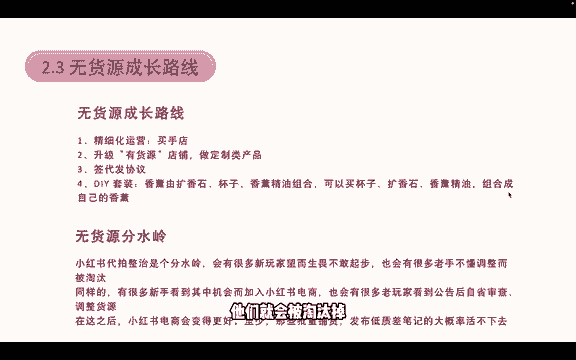 2.3 无货源成长路线
无货源成长路线
1、精细化运营：买手店
2、升级“有货源”店铺，做定制类产品
3、签代发协议
4、DIY 套装：香薰由扩香石、杯子、香薰精油组合，可以买杯子、扩香石、香薰精油，组合成
自己的香薰
无货源分水岭
小红书代拍整治是个分水岭，会有很多新玩家望而生畏不敢起步，也会有很多老手不懂调整而
被淘汰
同样的，有很多新手看到其中机会而加入小红书电商，也会有很多老玩家看到公告后自省审查，
调整货源
在这之后，小红书电商会变得更好，至少，那些批量铺货，发布低质差笔记的大概率活不下去
他们就会被淘汰掉